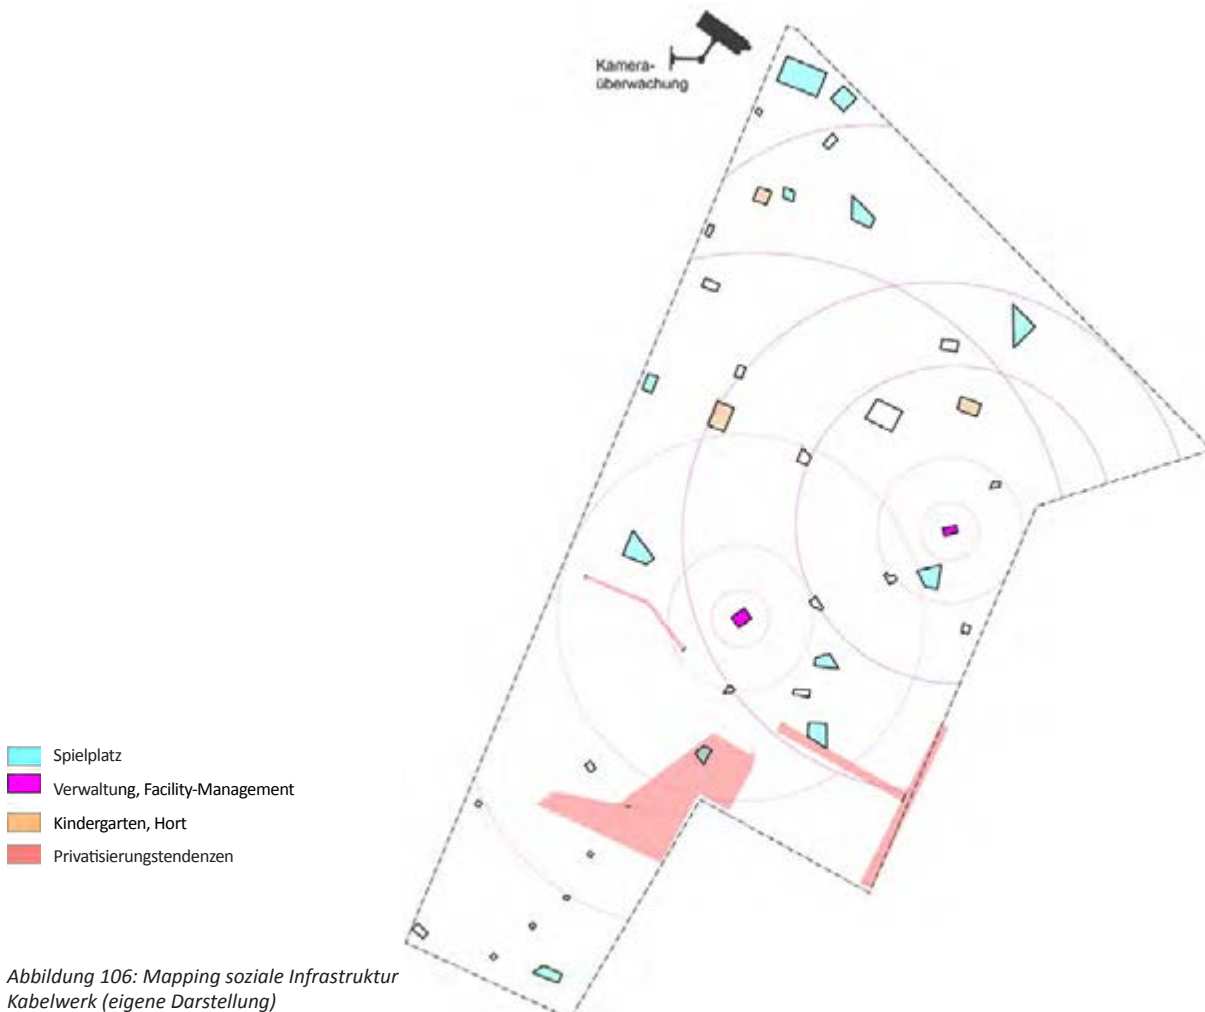 Kamera-
überwachung
Spielplatz
Verwaltung, Facility-Management
Kindergarten, Hort
Privatisierungstendenzen
Abbildung 106: Mapping soziale Infrastruktur
Kabelwerk (eigene Darstellung)